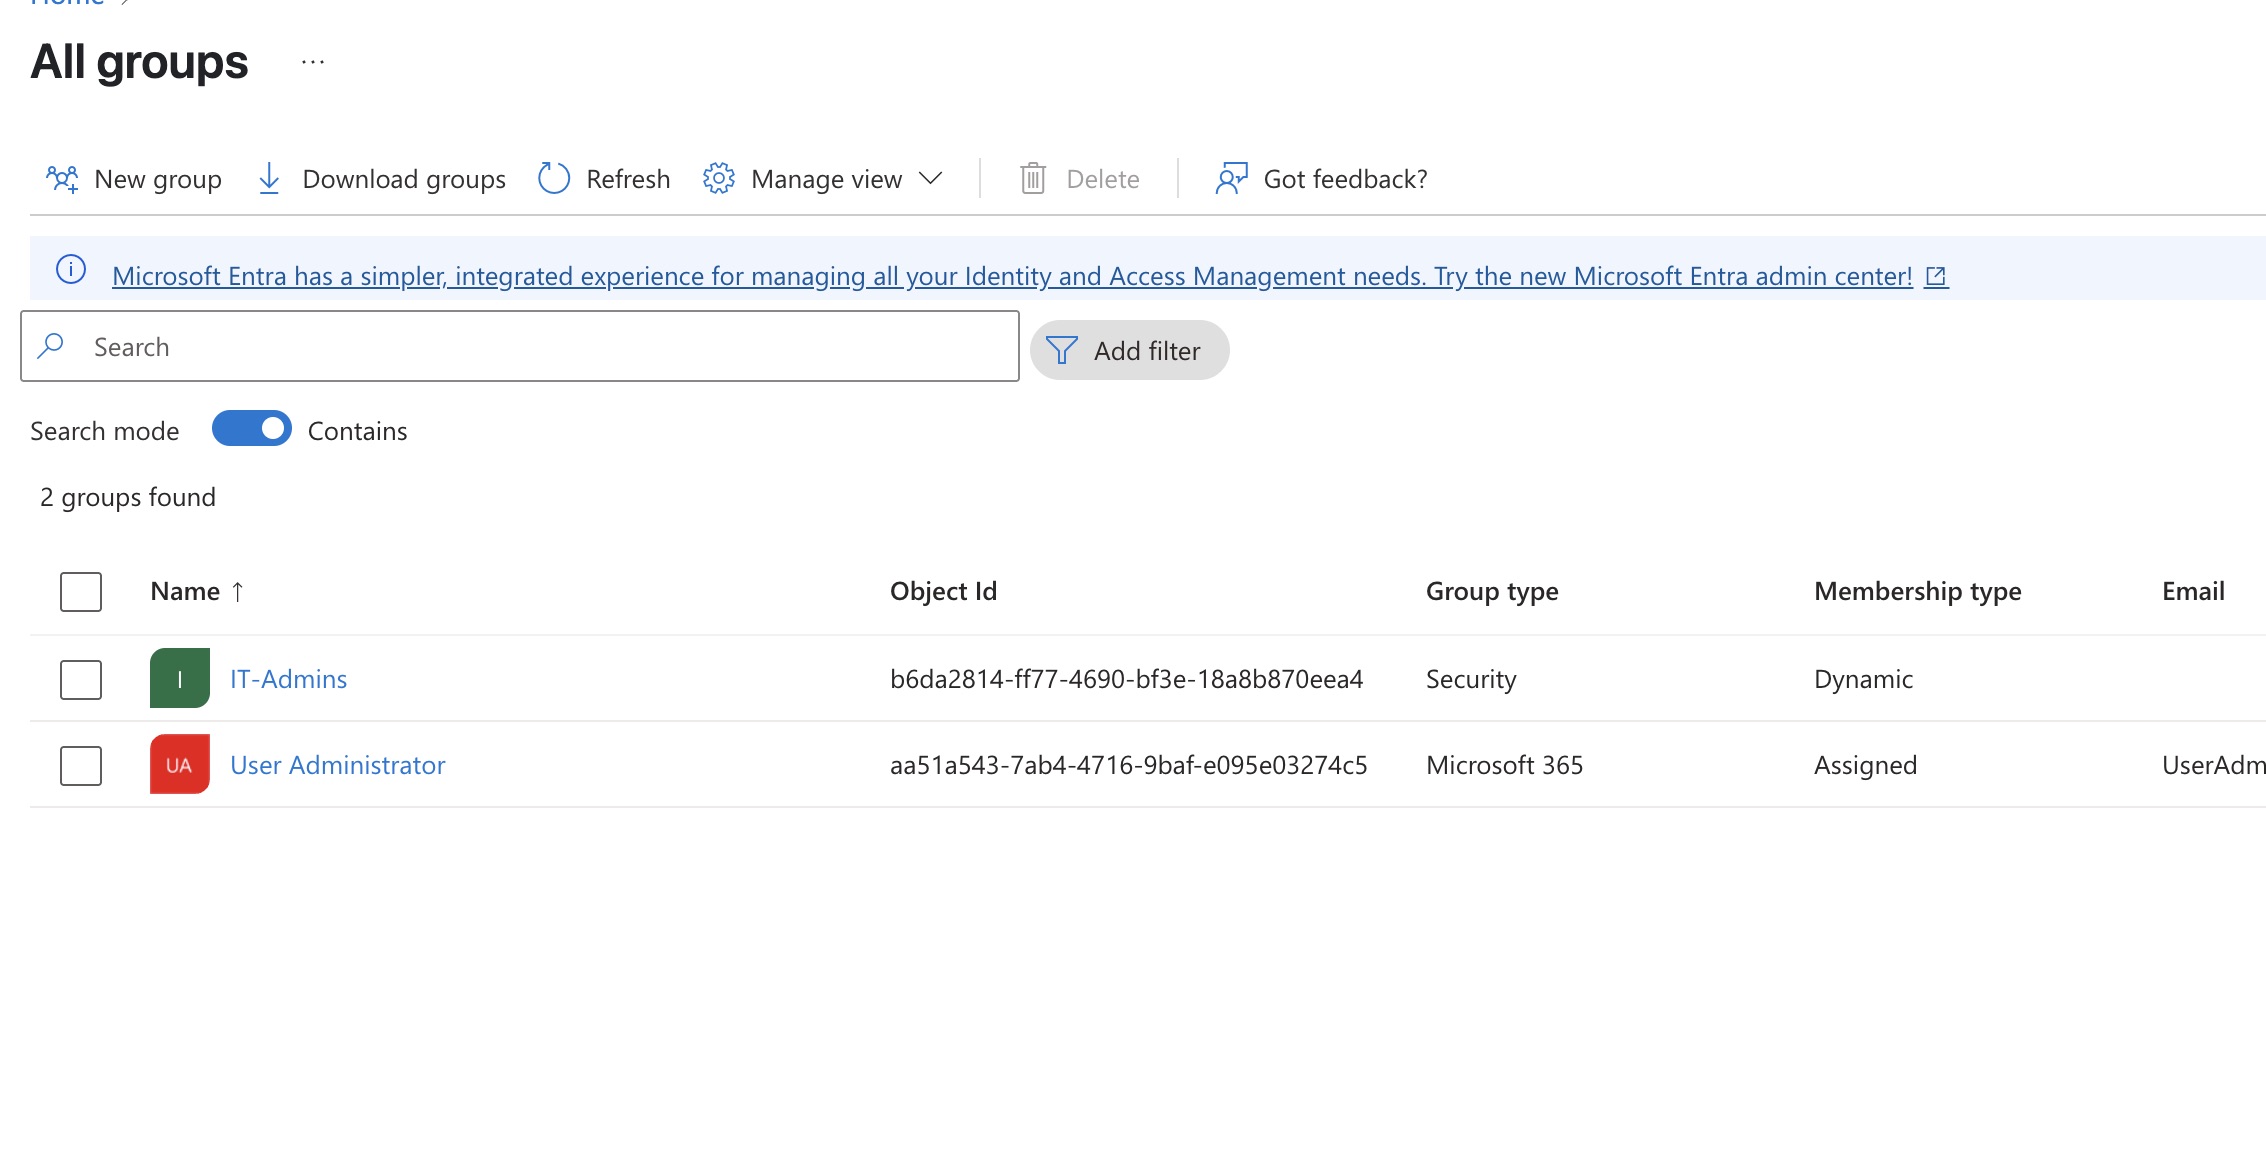 Home
All groups ...
New group Download groups Refresh Manage view Delete Got feedback?
Microsoft Entra has a simpler, integrated experience for managing all your Identity and Access Management needs. Try the new Microsoft Entra admin center!
Search Add filter
Search mode Contains
2 groups found
Name ↑ Object Id Group type Membership type Email
I IT-Admins b6da2814-ff77-4690-bf3e-18a8b870eea4 Security Dynamic
UA User Administrator aa51a543-7ab4-4716-9baf-e095e03274c5 Microsoft 365 Assigned UserAdm